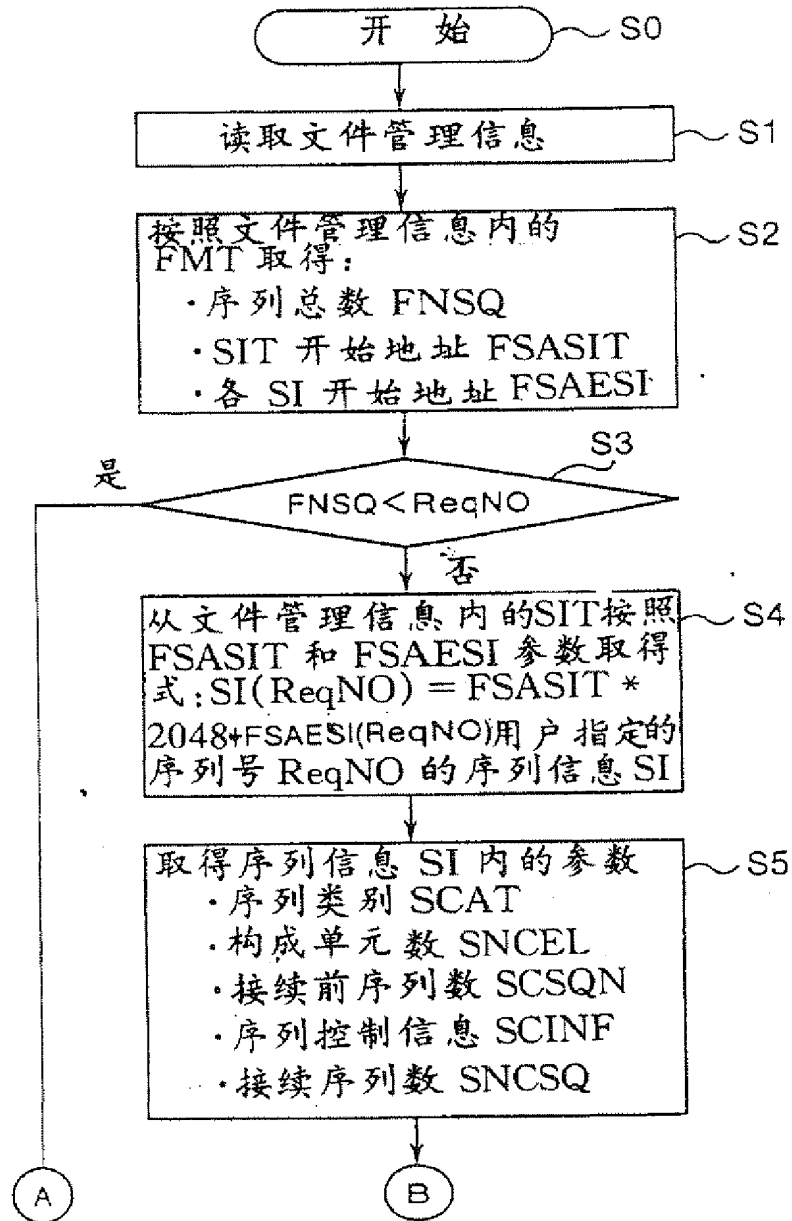 开 始
S0
读取文件管理信息
S1
按照文件管理信息内的
FMT 取得：
·序列总数 FNSQ
·SIT 开始地址 FSASIT
·各 SI 开始地址 FSAESI
S2
S3
是
FNSQ<ReqNO
否
从文件管理信息内的SIT按照
FSASIT 和 FSAESI 参数取得
式:SI(ReqNO) = FSASIT *
2048+FSAESI(ReqNO)用户指定的
序列号 ReqNO 的序列信息 SI
S4
取得序列信息 SI 内的参数
·序列类别 SCAT
·构成单元数 SNCEL
·接续前序列数 SCSQN
·序列控制信息 SCINF
·接续序列数 SNCSQ
S5
A
B